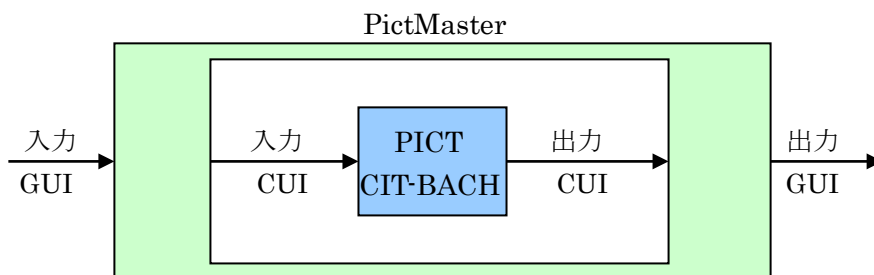 PictMaster
入力
GUI
入力
CUI
PICT
CIT-BACH
出力
CUI
出力
GUI